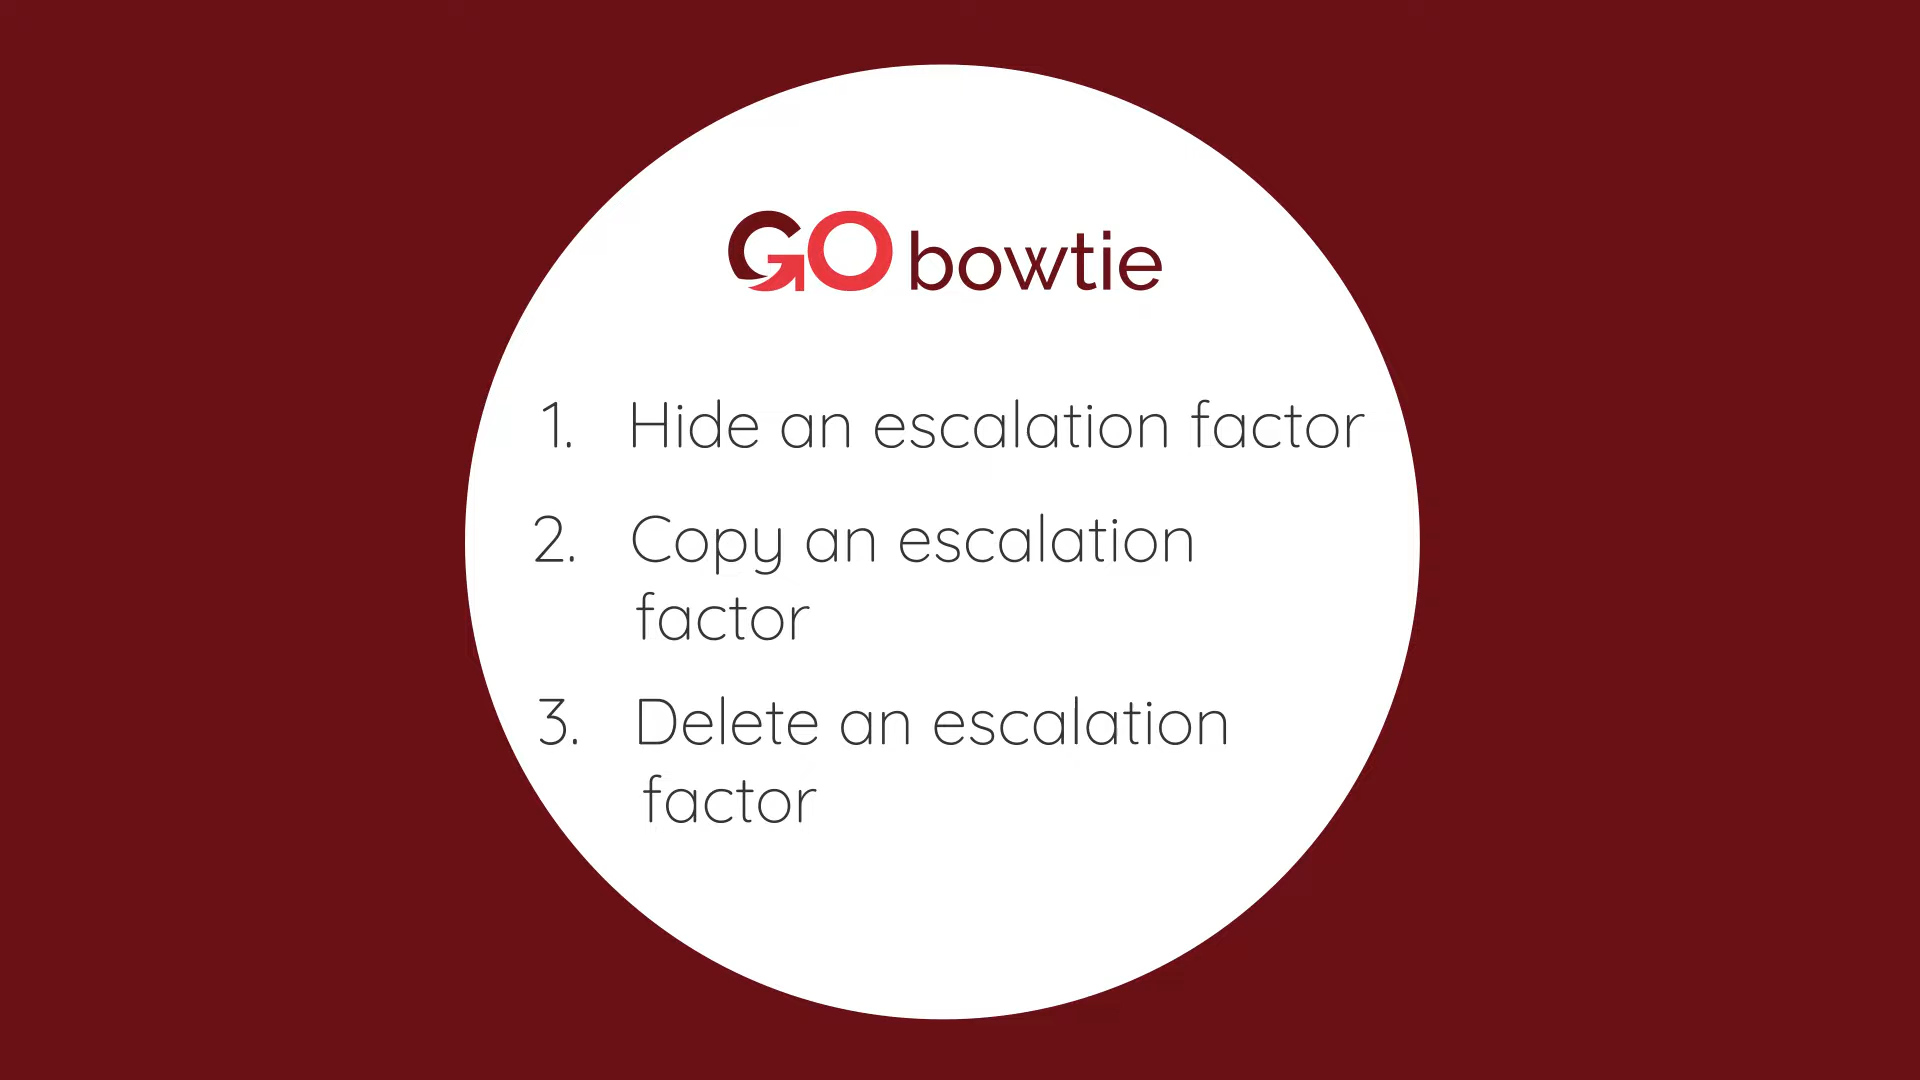 GO bowtie
1. Hide an escalation factor
2. Copy an escalation
factor
3. Delete an escalation
factor